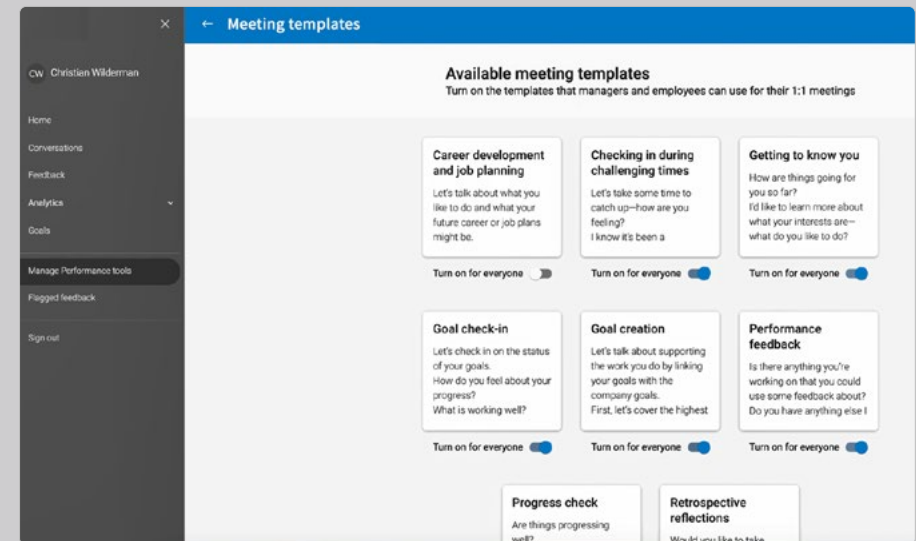 ← Meeting templates
CW Christian Wilderman
Home
Conversations
Feedback
Analytics
Goals
Manage Performance tools
Flagged feedback
Sign out
Available meeting templates
Turn on the templates that managers and employees can use for their 1:1 meetings
Career development
and job planning
Let's talk about what you
like to do and what your
future career or job plans
might be.
Turn on for everyone
Checking in during
challenging times
Let's take some time to
catch up—how are you
feeling?
I know it's been a
Turn on for everyone
Getting to know you
How are things going for
you so far?
I'd like to learn more about
what your interests are—
what do you like to do?
Turn on for everyone
Goal check-in
Let's check in on the status
of your goals.
How do you feel about your
progress?
What is working well?
Turn on for everyone
Goal creation
Let's talk about supporting
the work you do by linking
your goals with the
company goals.
First, let's cover the highest
Turn on for everyone
Performance
feedback
Is there anything you're
working on that you could
use some feedback about?
Do you have anything else I
Turn on for everyone
Progress check
Are things progressing
well?
Retrospective
reflections
Would you like to take